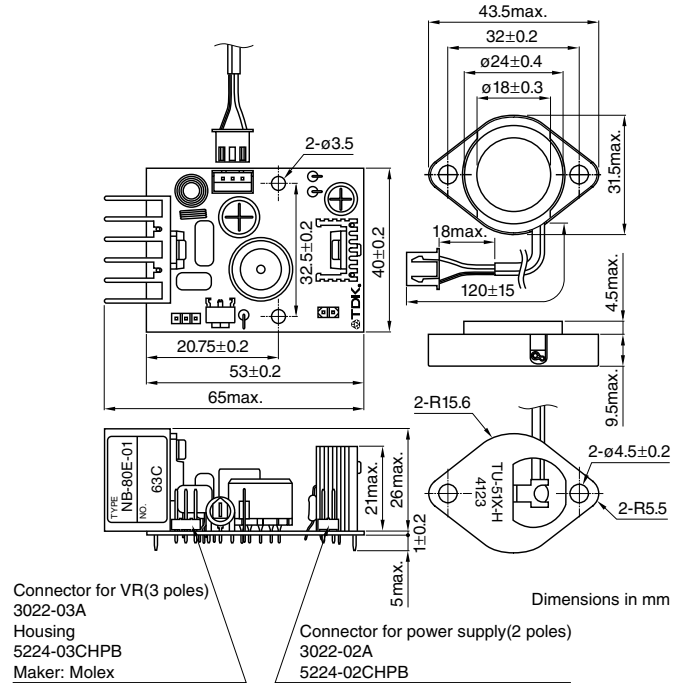 43.5max.
32±0.2
ø24±0.4
ø18±0.3
2-ø3.5
31.5max.
32.5±0.2
40±0.2
18max.
TDK
120±15
4.5max.
20.75±0.2
53±0.2
65max.
9.5max.
2-R15.6
2-ø4.5±0.2
TYPE
NB-80E-01
NO.
63C
21max.
26max.
TU-51X-H
4123
2-R5.5
1±0.2
5max.
Dimensions in mm
Connector for VR(3 poles)
3022-03A
Housing
5224-03CHPB
Maker: Molex
Connector for power supply(2 poles)
3022-02A
5224-02CHPB